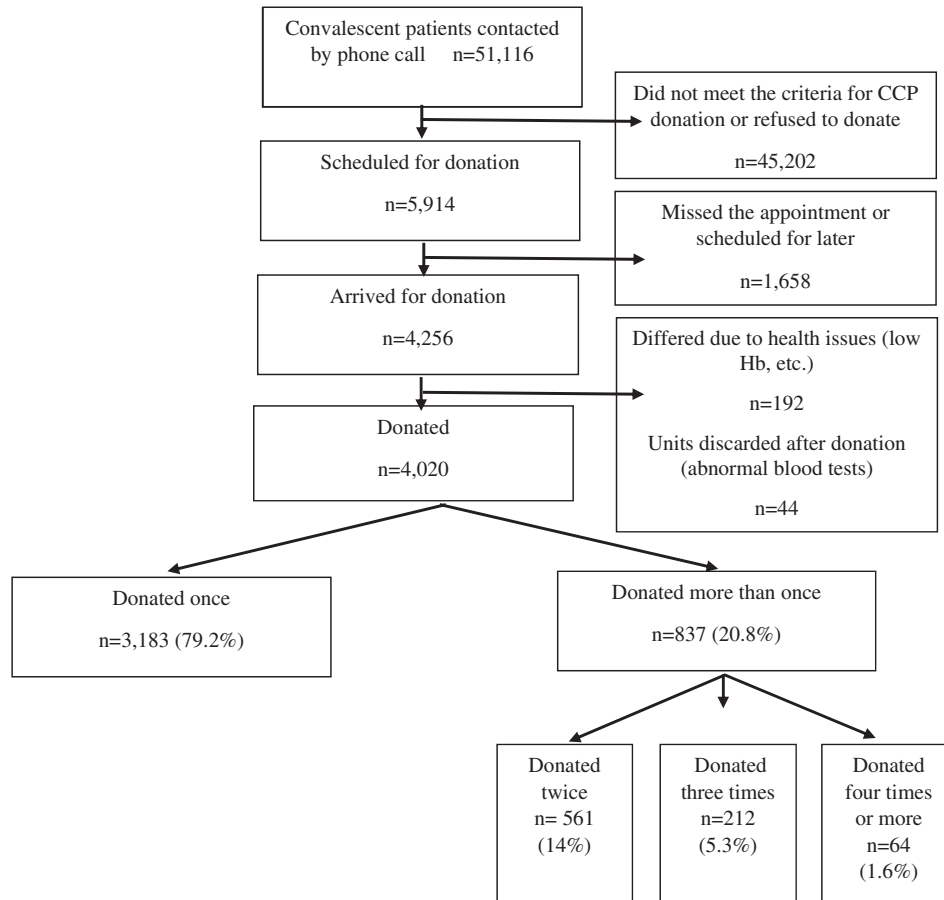 Convalescent patients contacted
by phone call n=51,116
Did not meet the criteria for CCP
donation or refused to donate
n=45,202
Scheduled for donation
n=5,914
Missed the appointment or
scheduled for later
n=1,658
Arrived for donation
n=4,256
Differed due to health issues (low
Hb, etc.)
n=192
Units discarded after donation
(abnormal blood tests)
n=44
Donated
n=4,020
Donated once
n=3,183 (79.2%)
Donated more than once
n=837 (20.8%)
Donated
twice
n= 561
(14%)
Donated
three times
n=212
(5.3%)
Donated
four times
or more
n=64
(1.6%)